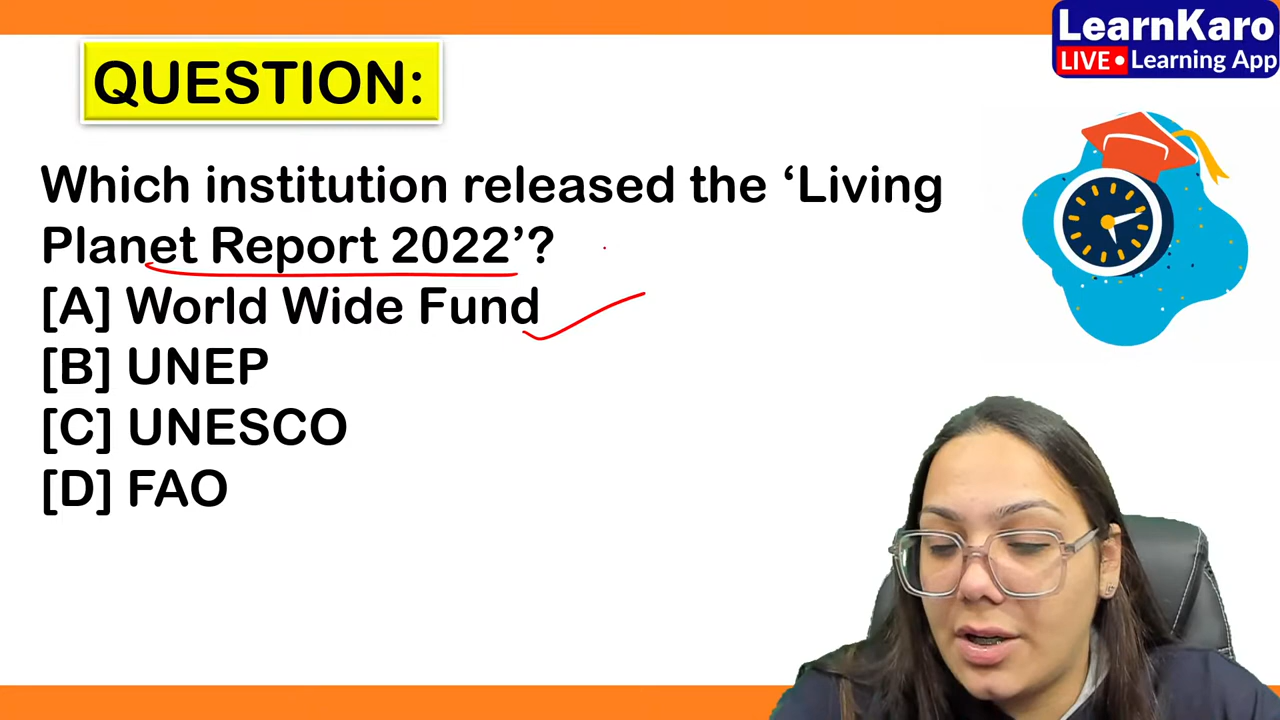 LearnKaro
LIVE • Learning App
QUESTION:
Which institution released the ‘Living
Planet Report 2022’?
[A] World Wide Fund
[B] UNEP
[C] UNESCO
[D] FAO